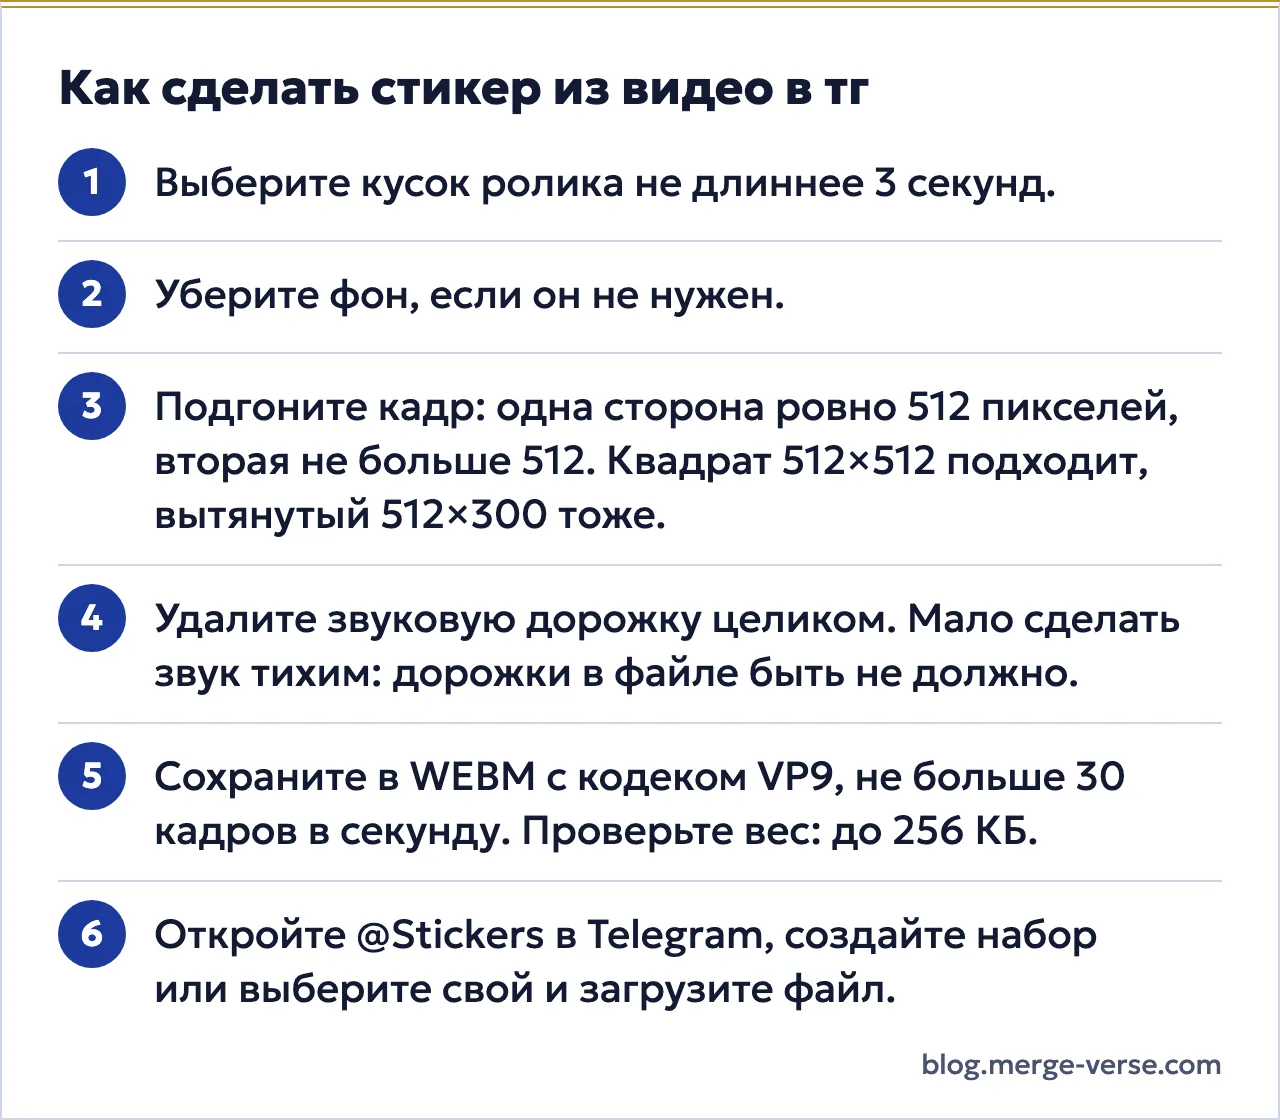 Как сделать стикер из видео в тг
1 Выберите кусок ролика не длиннее 3 секунд.
2 Уберите фон, если он не нужен.
3 Подгоните кадр: одна сторона ровно 512 пикселей,
вторая не больше 512. Квадрат 512×512 подходит,
вытянутый 512×300 тоже.
4 Удалите звуковую дорожку целиком. Мало сделать
звук тихим: дорожки в файле быть не должно.
5 Сохраните в WEBM с кодеком VP9, не больше 30
кадров в секунду. Проверьте вес: до 256 КБ.
6 Откройте @Stickers в Telegram, создайте набор
или выберите свой и загрузите файл.
blog.merge-verse.com